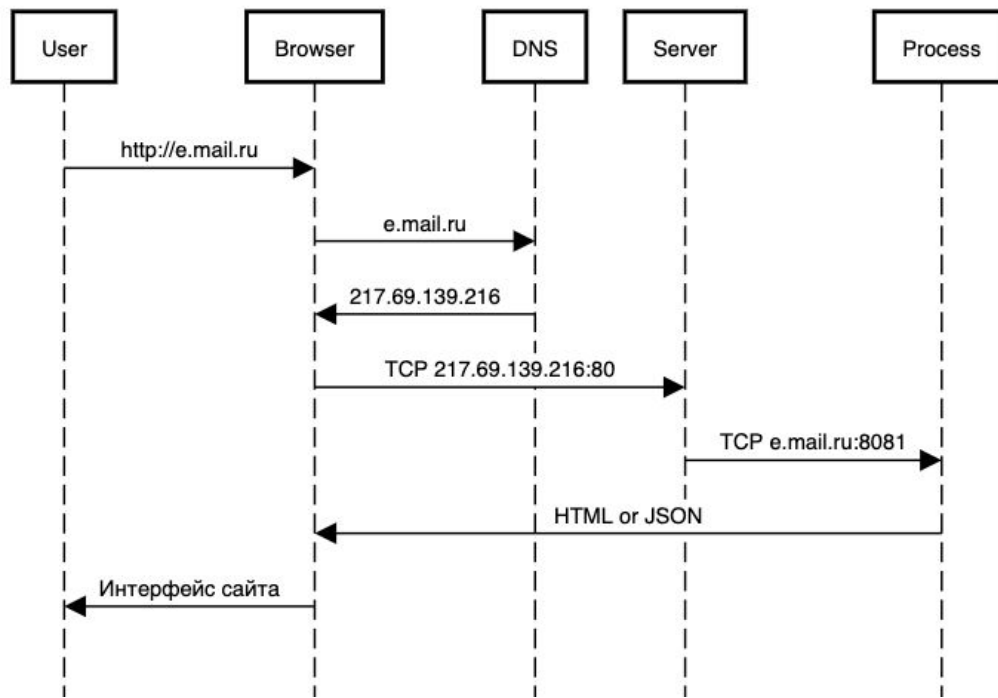 User
Browser
DNS
Server
Process
http://e.mail.ru
e.mail.ru
217.69.139.216
TCP 217.69.139.216:80
TCP e.mail.ru:8081
HTML or JSON
Интерфейс сайта